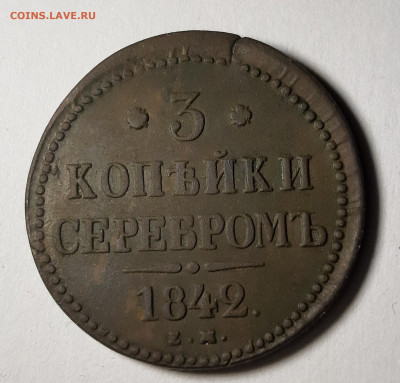 COINS.LAVE.RU
* 3 *
КОПѢЙКИ
СЕРЕБРОМЪ
1842.
Е.М.